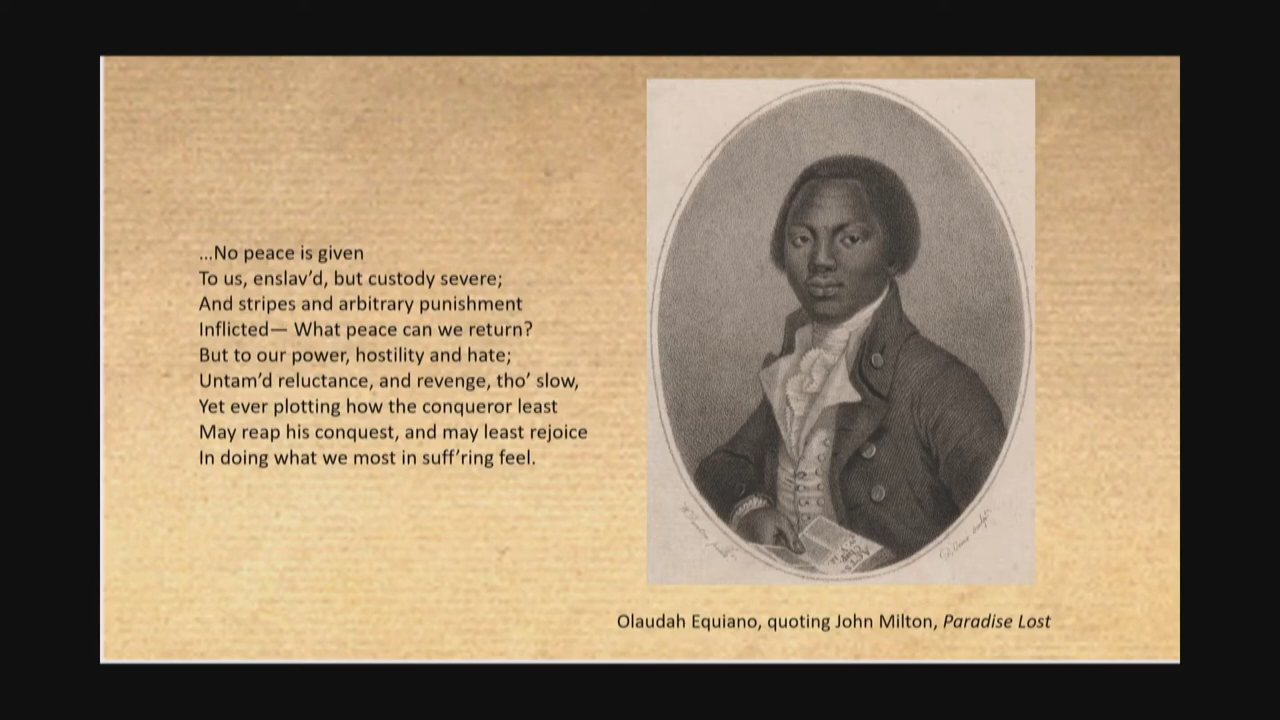 ...No peace is given
To us, enslav’d, but custody severe;
And stripes and arbitrary punishment
Inflicted— What peace can we return?
But to our power, hostility and hate;
Untam’d reluctance, and revenge, tho’ slow,
Yet ever plotting how the conqueror least
May reap his conquest, and may least rejoice
In doing what we most in suff’ring feel.
ACTS
Olaudah Equiano, quoting John Milton, Paradise Lost